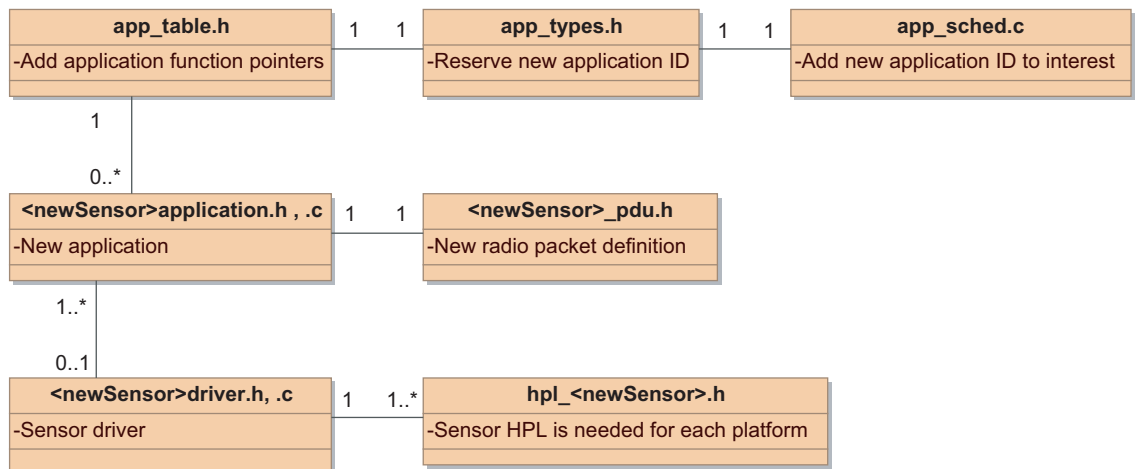 app_table.h
-Add application function pointers
1 1
app_types.h
-Reserve new application ID
1 1
app_sched.c
-Add new application ID to interest
1
0..*
<newSensor>application.h , .c
-New application
1 1
<newSensor>_pdu.h
-New radio packet definition
1..*
0..1
<newSensor>driver.h, .c
-Sensor driver
1 1..*
hpl_<newSensor>.h
-Sensor HPL is needed for each platform